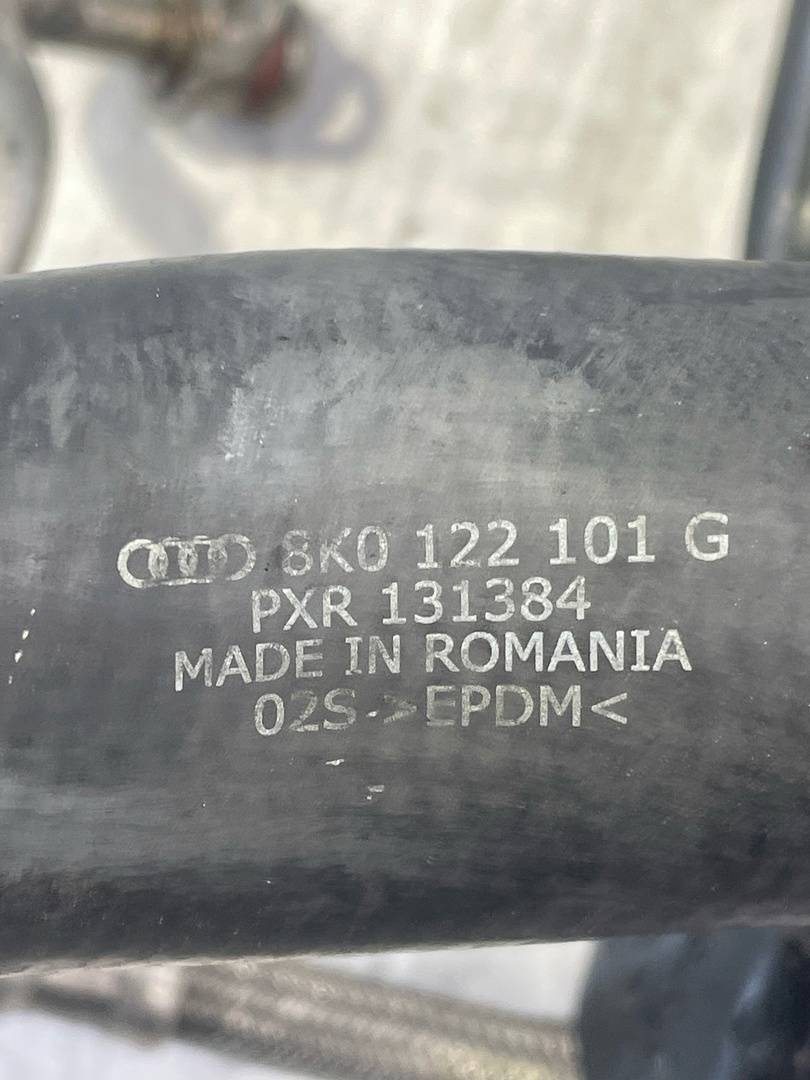 8K0 122 101 G
PXR 131384
MADE IN ROMANIA
02S >EPDM<